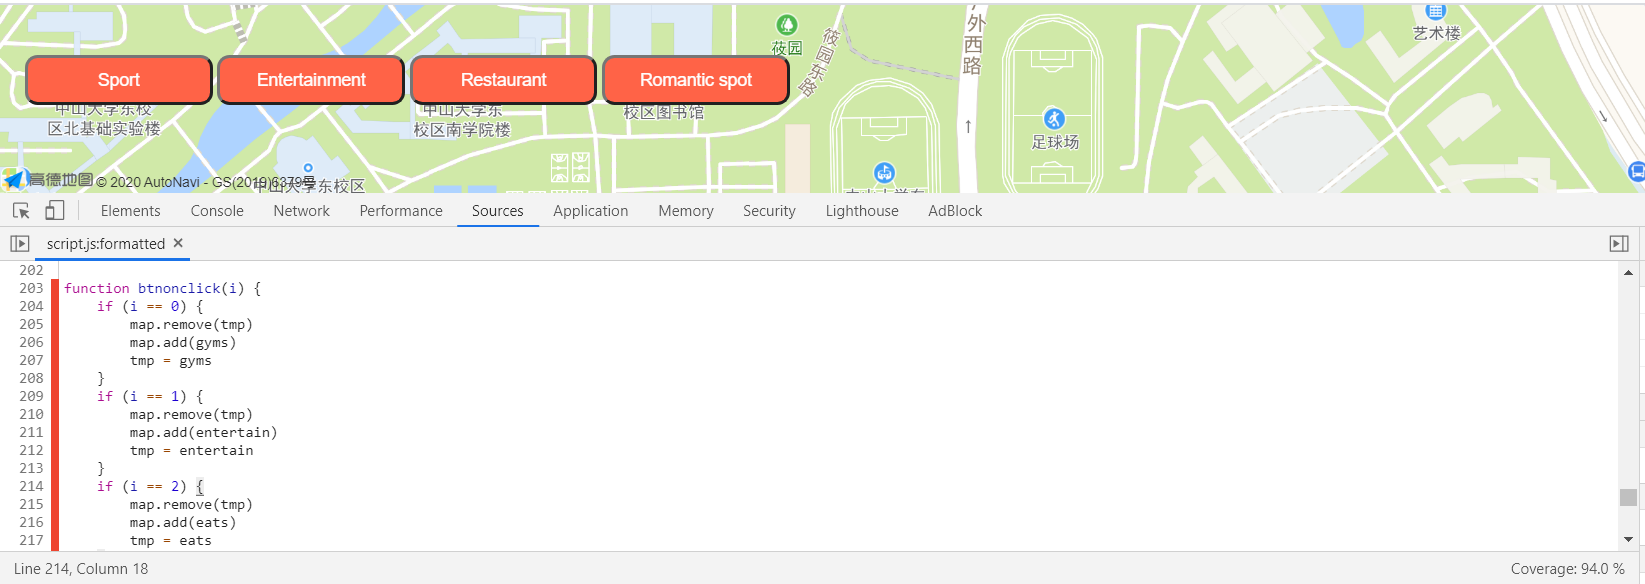 筱园
筱园东路
外西路
艺术楼
Sport
Entertainment
Restaurant
Romantic spot
中山大学东校
区北基础实验楼
中山大学东
校区南学院楼
校区图书馆
↑
足球场
高德地图 © 2020 AutoNavi - GS(2019)6379号
中山大学东校区
Elements Console Network Performance Sources Application Memory Security Lighthouse AdBlock
script.js:formatted ×
202
203 function btnonclick(i) {
204     if (i == 0) {
205         map.remove(tmp)
206         map.add(gyms)
207         tmp = gyms
208     }
209     if (i == 1) {
210         map.remove(tmp)
211         map.add(entertain)
212         tmp = entertain
213     }
214     if (i == 2) {
215         map.remove(tmp)
216         map.add(eats)
217         tmp = eats
Line 214, Column 18
Coverage: 94.0 %